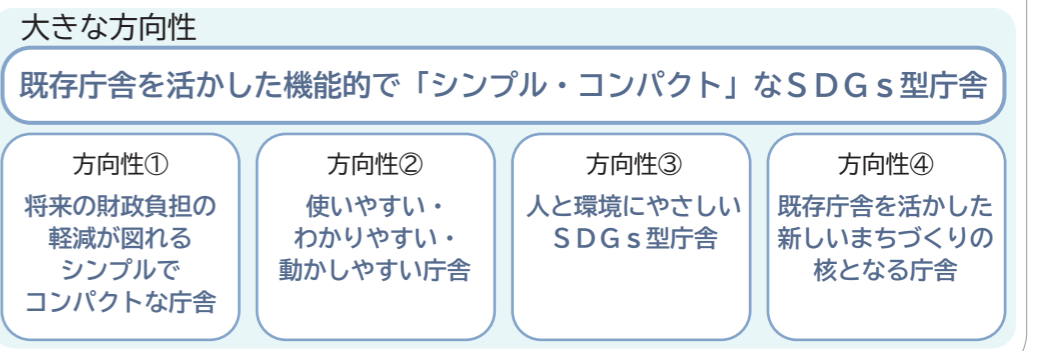 大きな方向性
既存庁舎を活かした機能的で「シンプル・コンパクト」なＳＤＧｓ型庁舎
方向性①
将来の財政負担の
軽減が図れる
シンプルで
コンパクトな庁舎
方向性②
使いやすい・
わかりやすい・
動かしやすい庁舎
方向性③
人と環境にやさしい
ＳＤＧｓ型庁舎
方向性④
既存庁舎を活かした
新しいまちづくりの
核となる庁舎